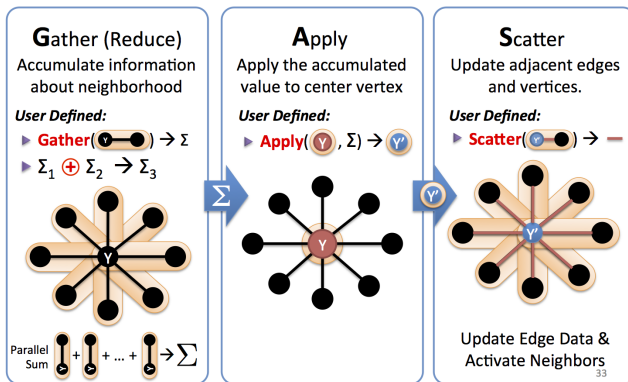 Gather (Reduce)
Accumulate information
about neighborhood
User Defined:
Gather( Y ) → Σ
Σ1 ⊕ Σ2 → Σ3
Y
Parallel
Sum
Y + Y + ... + Y → Σ
Σ
Apply
Apply the accumulated
value to center vertex
User Defined:
Apply( Y , Σ) → Y'
Y
Y'
Scatter
Update adjacent edges
and vertices.
User Defined:
Scatter( Y' ) →
Y'
Update Edge Data &
Activate Neighbors
33